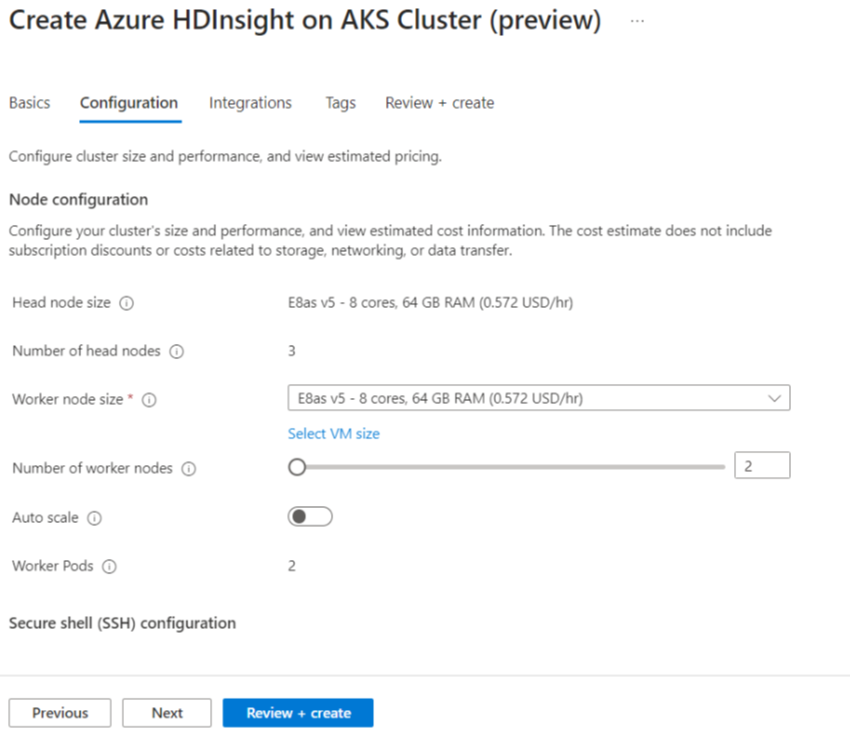 Create Azure HDInsight on AKS Cluster (preview) ...
Basics Configuration Integrations Tags Review + create
Configure cluster size and performance, and view estimated pricing.
Node configuration
Configure your cluster's size and performance, and view estimated cost information. The cost estimate does not include
subscription discounts or costs related to storage, networking, or data transfer.
Head node size E8as v5 - 8 cores, 64 GB RAM (0.572 USD/hr)
Number of head nodes 3
Worker node size * E8as v5 - 8 cores, 64 GB RAM (0.572 USD/hr)
Select VM size
Number of worker nodes 2
Auto scale
Worker Pods 2
Secure shell (SSH) configuration
Previous Next Review + create